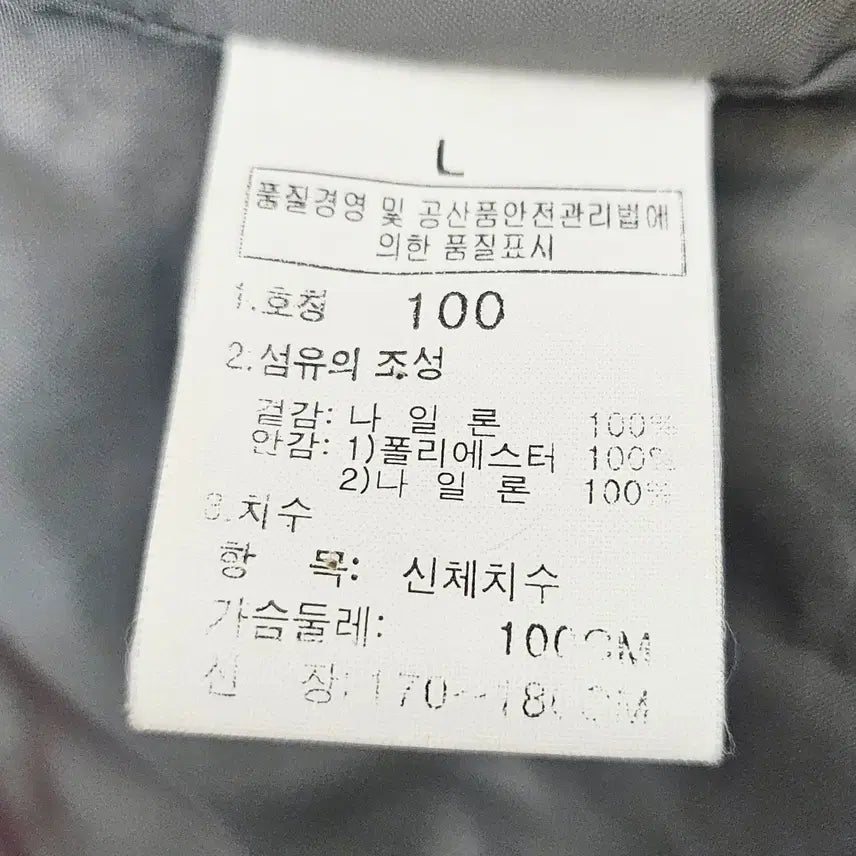 L
품질경영 및 공산품안전관리법에
의한 품질표시
1.호칭 100
2.섬유의 조성
겉감: 나 일 론 100%
안감: 1)폴리에스터 100%
2)나 일 론 100%
3.치수
항 목: 신체치수
가슴둘레: 100CM
신 장: 170~180CM